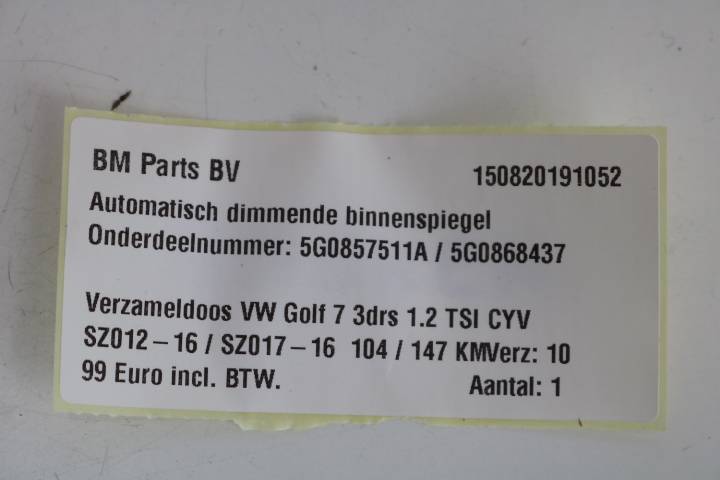 BM Parts BV 150820191052
Automatisch dimmende binnenspiegel
Onderdeelnummer: 5G0857511A / 5G0868437
Verzameldoos VW Golf 7 3drs 1.2 TSI CYV
SZ012-16 / SZ017-16 104 / 147 KMVerz: 10
99 Euro incl. BTW. Aantal: 1